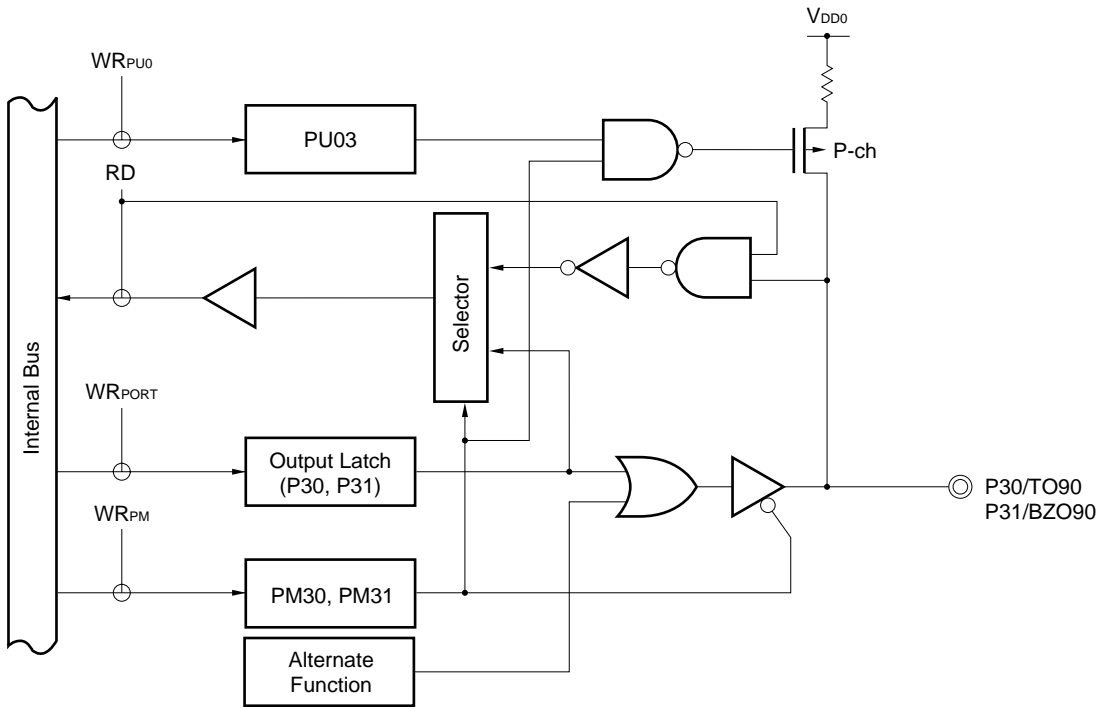 VDD0
WRPU0
PU03
P-ch
RD
Selector
Internal Bus
WRPORT
Output Latch
(P30, P31)
P30/TO90
P31/BZO90
WRPM
PM30, PM31
Alternate
Function